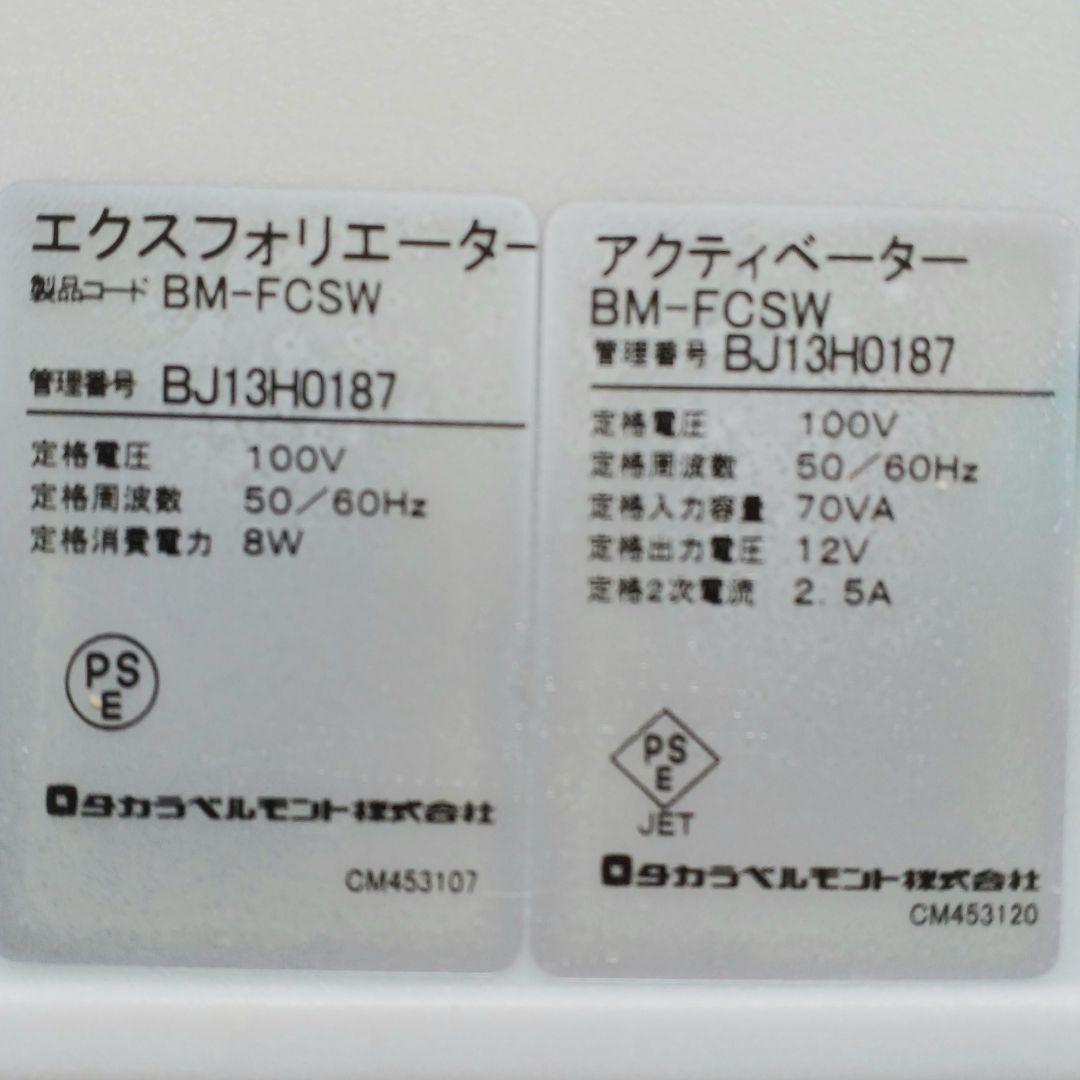 エクスフォリエーター
製品コード BM-FCSW
管理番号 BJ13H0187
定格電圧 100V
定格周波数 50/60Hz
定格消費電力 8W
PS
E
タカラベルモント株式会社
CM453107
アクティベーター
BM-FCSW
管理番号 BJ13H0187
定格電圧 100V
定格周波数 50/60Hz
定格入力容量 70VA
定格出力電圧 12V
定格2次電流 2.5A
PS
E
JET
タカラベルモント株式会社
CM453120